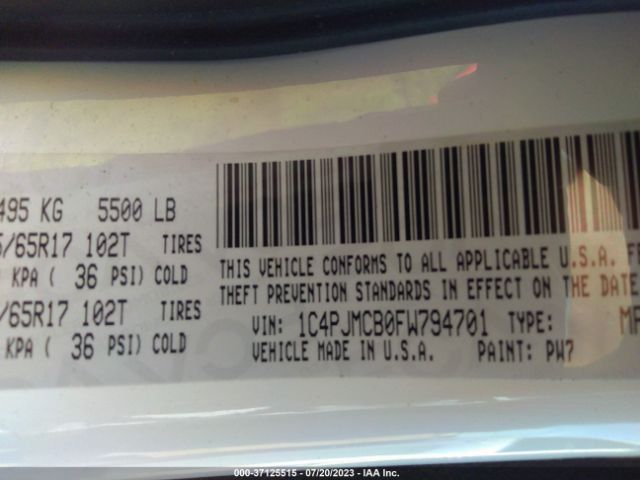 495 KG 5500 LB
/65R17 102T TIRES
KPA ( 36 PSI) COLD
/65R17 102T TIRES
KPA ( 36 PSI) COLD
THIS VEHICLE CONFORMS TO ALL APPLICABLE U.S.A.
THEFT PREVENTION STANDARDS IN EFFECT ON THE DATE
VIN: 1C4PJMCB0FW794701 TYPE: MP
VEHICLE MADE IN U.S.A. PAINT: PW7
000-37125515 - 07/20/2023 - IAA Inc.